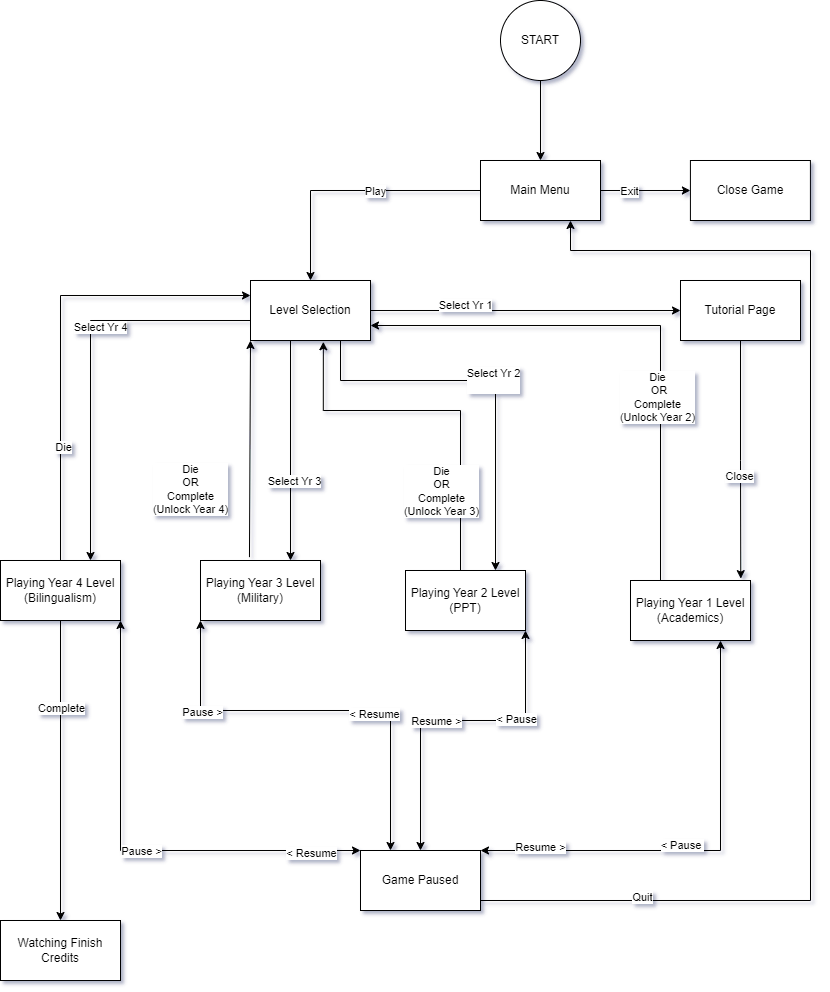 START
Main Menu
Close Game
Play
Exit
Level Selection
Tutorial Page
Select Yr 1
Select Yr 4
Select Yr 2
Die
OR
Complete
(Unlock Year 2)
Die
Die
OR
Complete
(Unlock Year 4)
Select Yr 3
Die
OR
Complete
(Unlock Year 3)
Close
Playing Year 4 Level
(Bilingualism)
Playing Year 3 Level
(Military)
Playing Year 2 Level
(PPT)
Playing Year 1 Level
(Academics)
Complete
Pause >
< Resume
Resume >
< Pause
Pause >
< Resume
Resume >
< Pause
Game Paused
Quit
Watching Finish
Credits